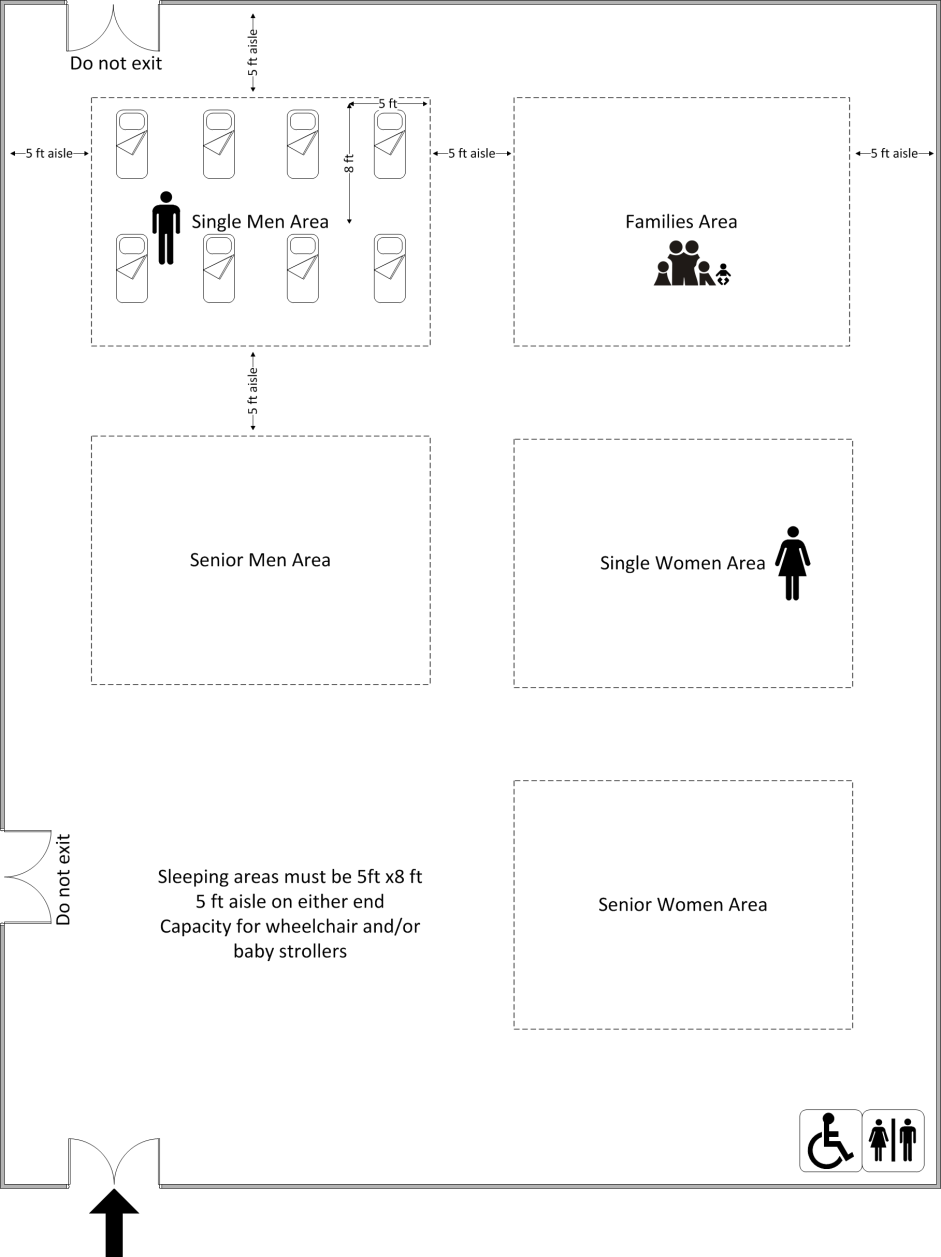 Do not exit
5 ft aisle
5 ft
5 ft aisle
8 ft
5 ft aisle
5 ft aisle
Single Men Area
Families Area
5 ft aisle
Senior Men Area
Single Women Area
Do not exit
Sleeping areas must be 5ft x8 ft
5 ft aisle on either end
Capacity for wheelchair and/or
baby strollers
Senior Women Area